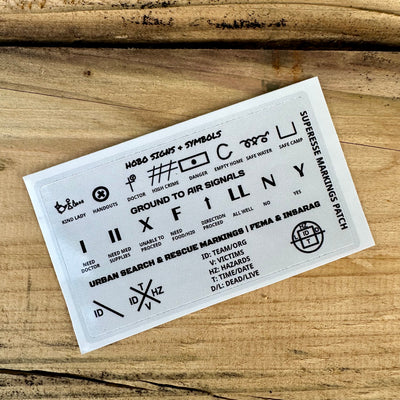 HOBO SIGNS & SYMBOLS
KIND LADY HANDOUTS DOCTOR HIGH CRIME DANGER EMPTY HOME SAFE WATER SAFE CAMP
GROUND TO AIR SIGNALS
I II X F ↑ LL N Y
NEED DOCTOR
NEED MED SUPPLIES
UNABLE TO PROCEED
NEED FOOD/H20
DIRECTION PROCEED
ALL WELL
NO
YES
URBAN SEARCH & RESCUE MARKINGS | FEMA & INSARAG
ID
T
ID HZ
V
ID: TEAM/ORG
V: VICTIMS
HZ: HAZARDS
T: TIME/DATE
D/L: DEAD/LIVE
ID
T
SUPERESSE MARKINGS PATCH